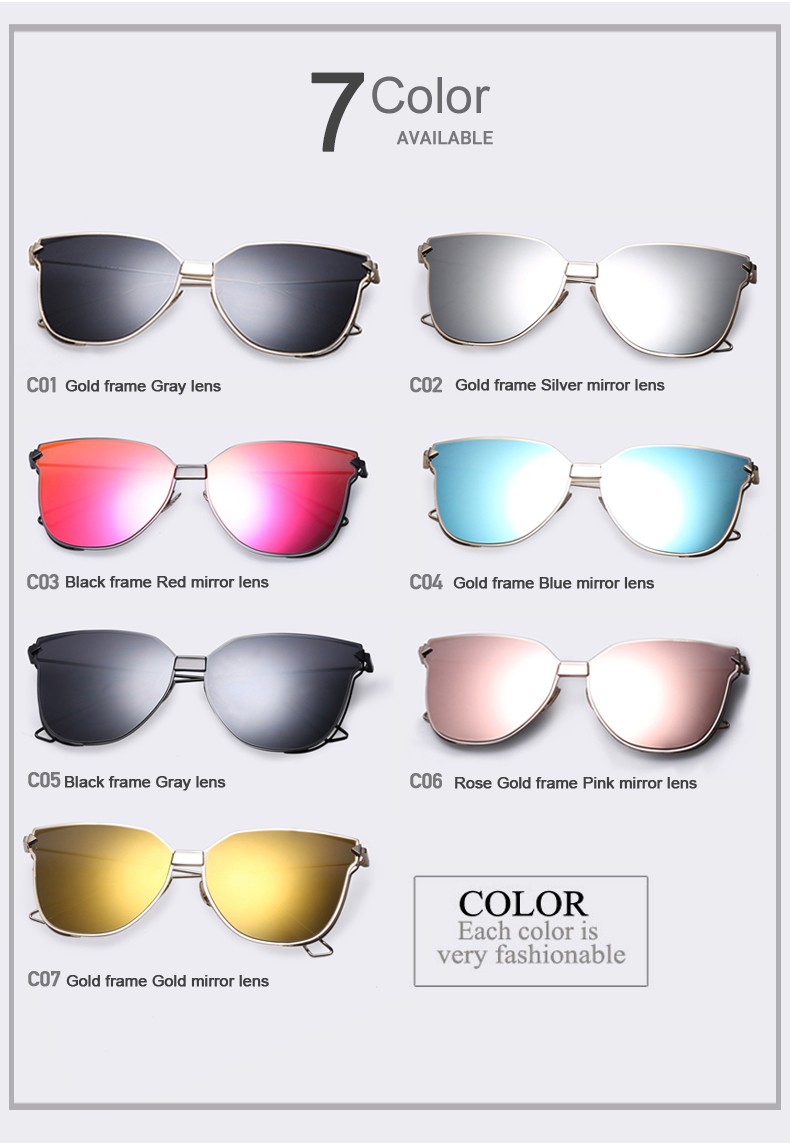 7 Color
AVAILABLE
C01 Gold frame Gray lens
C02 Gold frame Silver mirror lens
C03 Black frame Red mirror lens
C04 Gold frame Blue mirror lens
C05 Black frame Gray lens
C06 Rose Gold frame Pink mirror lens
C07 Gold frame Gold mirror lens
COLOR
Each color is
very fashionable